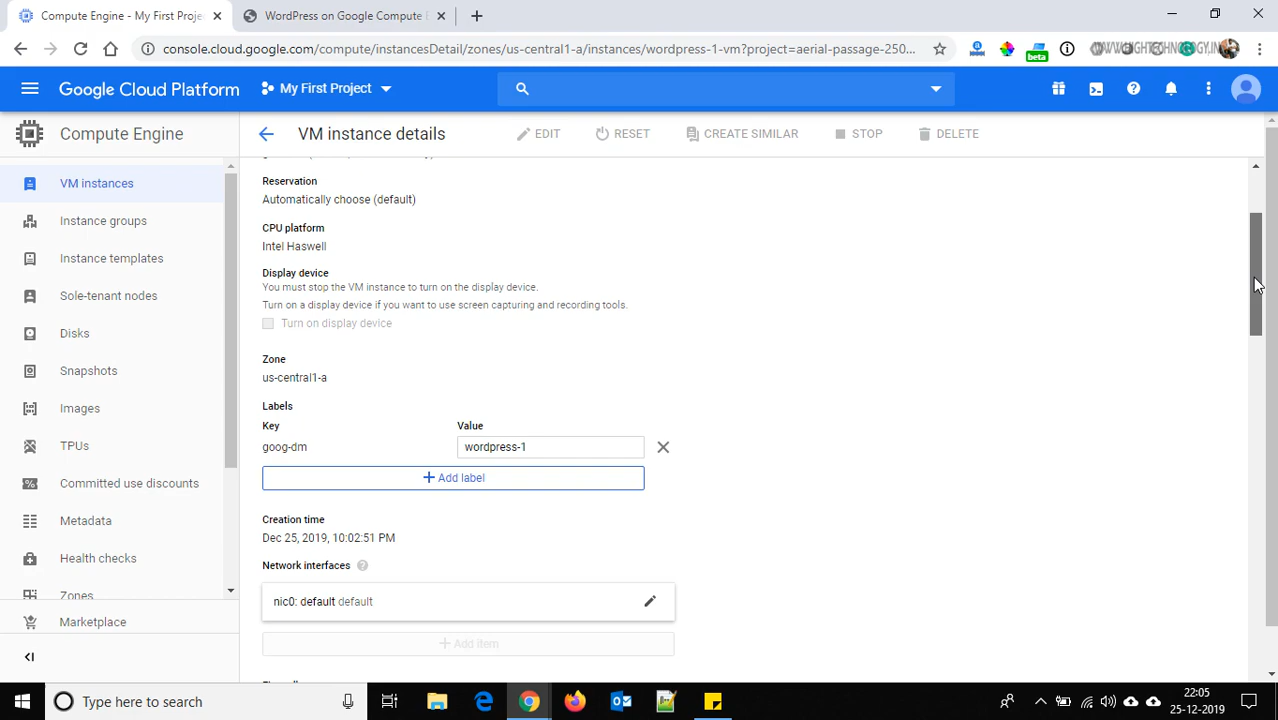 Compute Engine - My First Project
WordPress on Google Compute E
console.cloud.google.com/compute/instancesDetail/zones/us-central1-a/instances/wordpress-1-vm?project=aerial-passage-250...
beta
Google Cloud Platform
My First Project
Compute Engine
VM instance details
EDIT
RESET
CREATE SIMILAR
STOP
DELETE
VM instances
Instance groups
Instance templates
Sole-tenant nodes
Disks
Snapshots
Images
TPUs
Committed use discounts
Metadata
Health checks
Zones
Marketplace
Reservation
Automatically choose (default)
CPU platform
Intel Haswell
Display device
You must stop the VM instance to turn on the display device.
Turn on a display device if you want to use screen capturing and recording tools.
Turn on display device
Zone
us-central1-a
Labels
Key Value
goog-dm wordpress-1
Add label
Creation time
Dec 25, 2019, 10:02:51 PM
Network interfaces
nic0: default default
Add item
Type here to search
22:05
25-12-2019